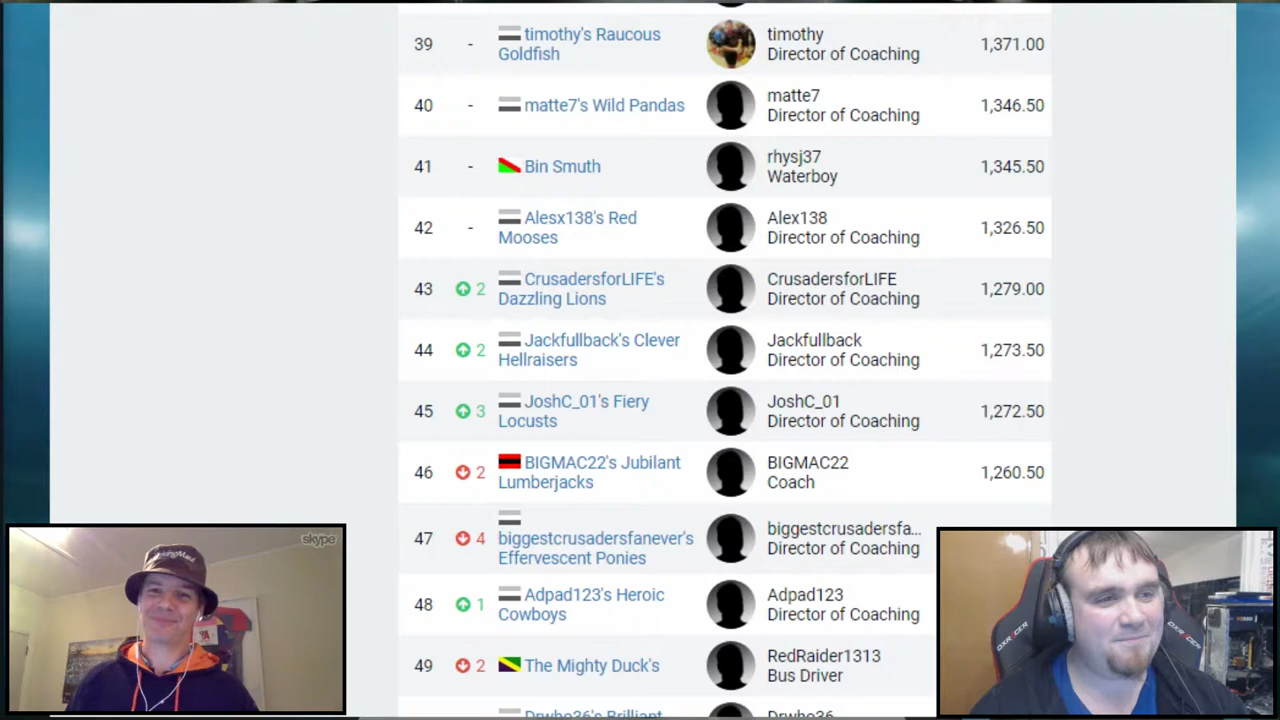 39 - timothy's Raucous Goldfish timothy Director of Coaching 1,371.00
40 - matte7's Wild Pandas matte7 Director of Coaching 1,346.50
41 - Bin Smuth rhysj37 Waterboy 1,345.50
42 - Alesx138's Red Mooses Alex138 Director of Coaching 1,326.50
43 2 CrusadersforLIFE's Dazzling Lions CrusadersforLIFE Director of Coaching 1,279.00
44 2 Jackfullback's Clever Hellraisers Jackfullback Director of Coaching 1,273.50
45 3 JoshC_01's Fiery Locusts JoshC_01 Director of Coaching 1,272.50
46 2 BIGMAC22's Jubilant Lumberjacks BIGMAC22 Coach 1,260.50
47 4 biggestcrusadersfanever's Effervescent Ponies biggestcrusadersfa... Director of Coaching
48 1 Adpad123's Heroic Cowboys Adpad123 Director of Coaching
49 2 The Mighty Duck's RedRaider1313 Bus Driver
Drwho36's Brilliant Drwho36
skype
DXRACER
DXRACER